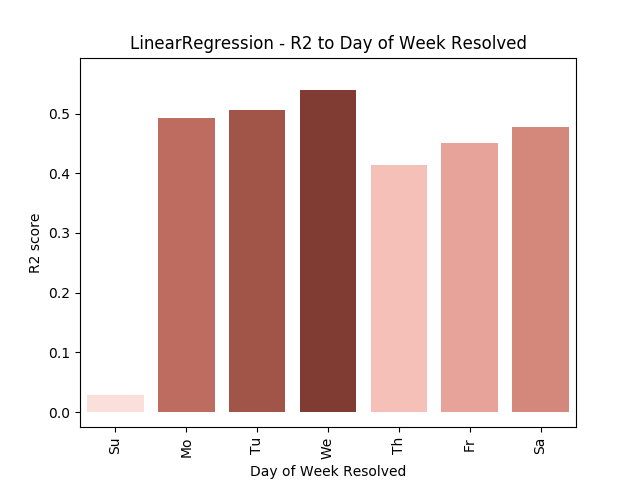 LinearRegression - R2 to Day of Week Resolved
R2 score
0.5
0.4
0.3
0.2
0.1
0.0
Su Mo Tu We Th Fr Sa
Day of Week Resolved